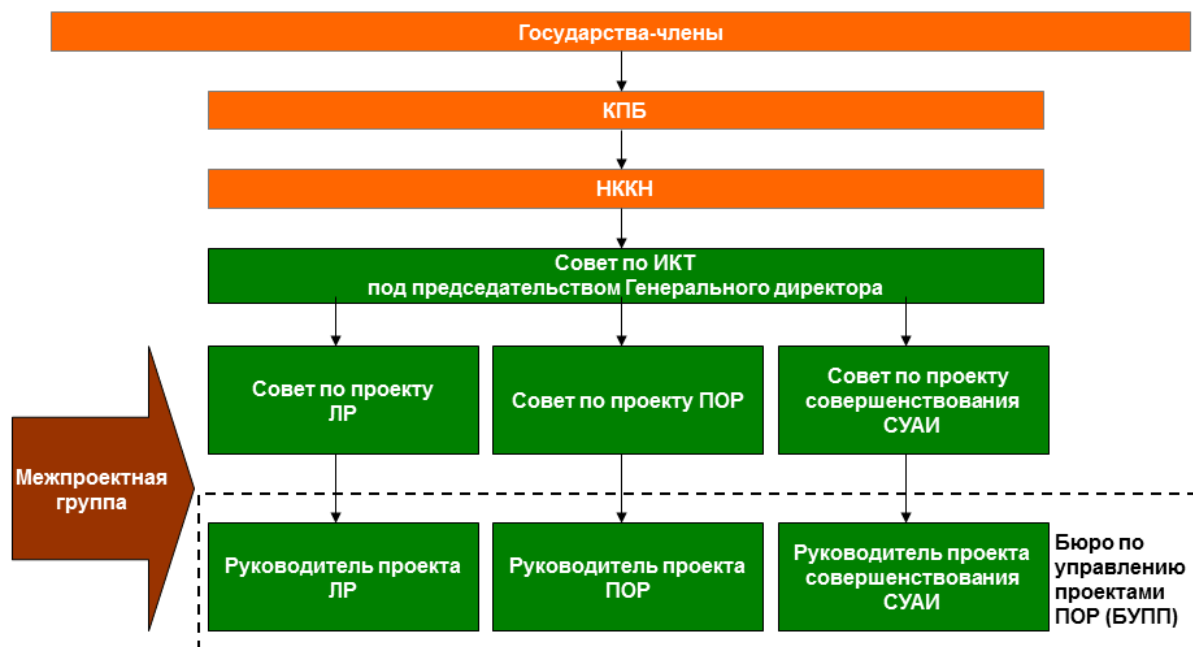 Государства-члены
КПБ
НККН
Совет по ИКТ
под председательством Генерального директора
Совет по проекту
ЛР
Совет по проекту ПОР
Совет по проекту
совершенствования
СУАИ
Межпроектная
группа
Руководитель проекта
ЛР
Руководитель проекта
ПОР
Руководитель проекта
совершенствования
СУАИ
Бюро по
управлению
проектами
ПОР (БУПП)